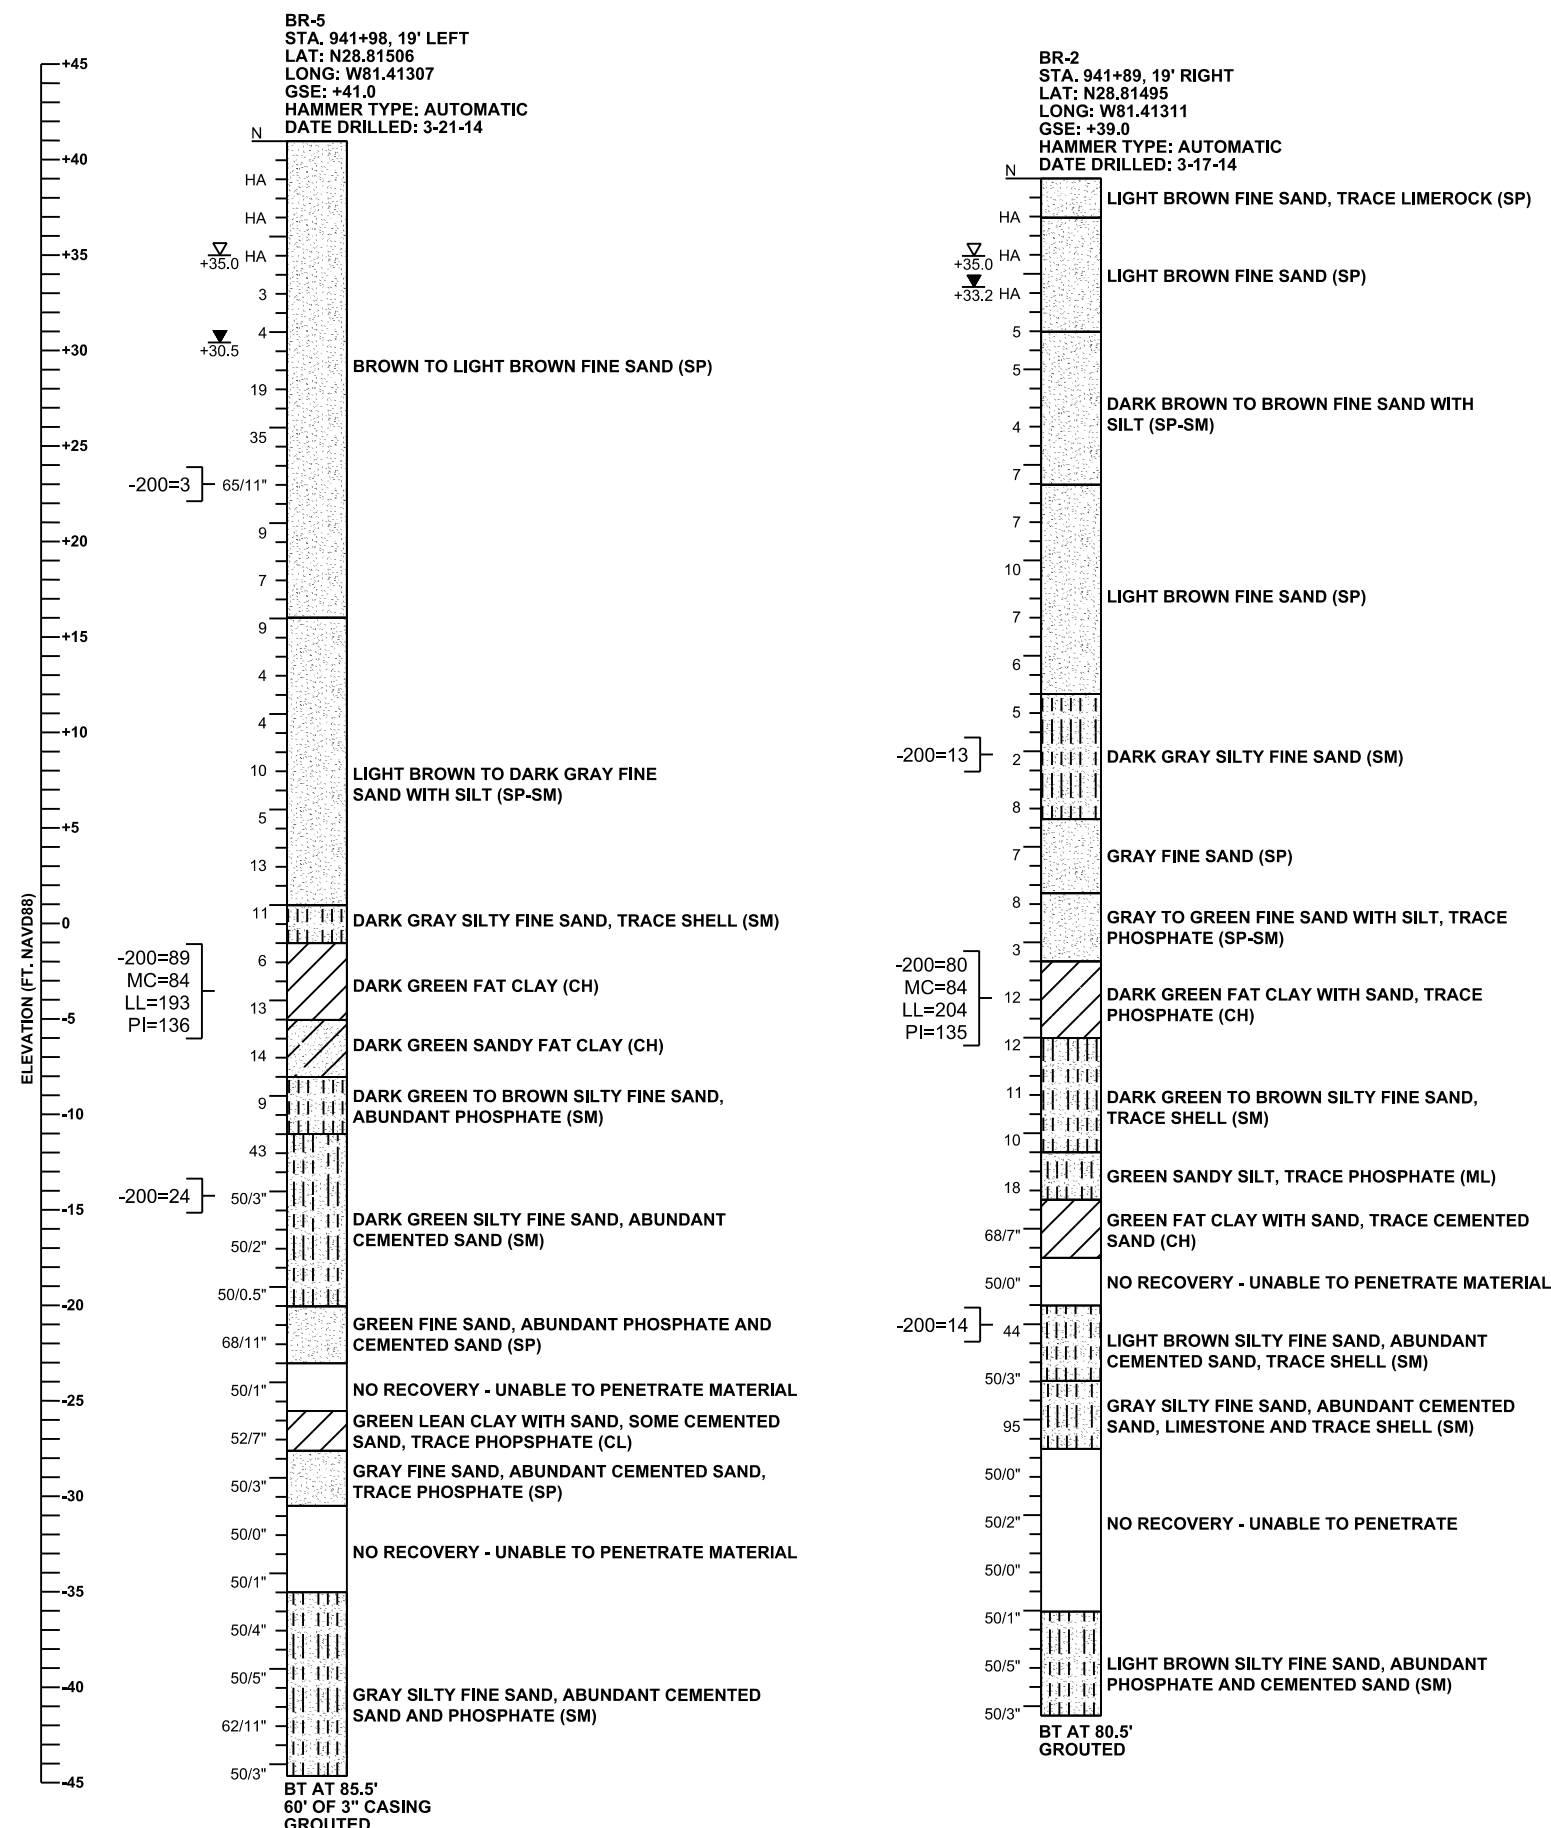 BR-5
STA. 941+98, 19' LEFT
LAT: N28.81506
LONG: W81.41307
GSE: +41.0
HAMMER TYPE: AUTOMATIC
DATE DRILLED: 3-21-14
N
HA
HA
HA
+35.0
3
4
+30.5
19
35
-200=3
65/11"
9
7
9
4
4
10
5
13
11
6
13
14
9
43
50/3"
50/2"
50/0.5"
68/11"
50/1"
52/7"
50/3"
50/0"
50/1"
50/4"
50/5"
62/11"
50/3"
-200=89
MC=84
LL=193
PI=136
-200=24
BROWN TO LIGHT BROWN FINE SAND (SP)
LIGHT BROWN TO DARK GRAY FINE
SAND WITH SILT (SP-SM)
DARK GRAY SILTY FINE SAND, TRACE SHELL (SM)
DARK GREEN FAT CLAY (CH)
DARK GREEN SANDY FAT CLAY (CH)
DARK GREEN TO BROWN SILTY FINE SAND,
ABUNDANT PHOSPHATE (SM)
DARK GREEN SILTY FINE SAND, ABUNDANT
CEMENTED SAND (SM)
GREEN FINE SAND, ABUNDANT PHOSPHATE AND
CEMENTED SAND (SP)
NO RECOVERY - UNABLE TO PENETRATE MATERIAL
GREEN LEAN CLAY WITH SAND, SOME CEMENTED
SAND, TRACE PHOPSPHATE (CL)
GRAY FINE SAND, ABUNDANT CEMENTED SAND,
TRACE PHOSPHATE (SP)
NO RECOVERY - UNABLE TO PENETRATE MATERIAL
GRAY SILTY FINE SAND, ABUNDANT CEMENTED
SAND AND PHOSPHATE (SM)
BT AT 85.5'
60' OF 3" CASING
GROUTED
ELEVATION (FT. NAVD88)
+45
+40
+35
+30
+25
+20
+15
+10
+5
0
-5
-10
-15
-20
-25
-30
-35
-40
-45
BR-2
STA. 941+89, 19' RIGHT
LAT: N28.81495
LONG: W81.41311
GSE: +39.0
HAMMER TYPE: AUTOMATIC
DATE DRILLED: 3-17-14
N
HA
HA
+35.0
HA
+33.2
5
5
4
7
7
10
7
6
5
2
8
7
8
3
12
12
11
10
18
68/7"
50/0"
44
50/3"
95
50/0"
50/2"
50/0"
50/1"
50/5"
50/3"
-200=13
-200=80
MC=84
LL=204
PI=135
-200=14
LIGHT BROWN FINE SAND, TRACE LIMEROCK (SP)
LIGHT BROWN FINE SAND (SP)
DARK BROWN TO BROWN FINE SAND WITH
SILT (SP-SM)
LIGHT BROWN FINE SAND (SP)
DARK GRAY SILTY FINE SAND (SM)
GRAY FINE SAND (SP)
GRAY TO GREEN FINE SAND WITH SILT, TRACE
PHOSPHATE (SP-SM)
DARK GREEN FAT CLAY WITH SAND, TRACE
PHOSPHATE (CH)
DARK GREEN TO BROWN SILTY FINE SAND,
TRACE SHELL (SM)
GREEN SANDY SILT, TRACE PHOSPHATE (ML)
GREEN FAT CLAY WITH SAND, TRACE CEMENTED
SAND (CH)
NO RECOVERY - UNABLE TO PENETRATE MATERIAL
LIGHT BROWN SILTY FINE SAND, ABUNDANT
CEMENTED SAND, TRACE SHELL (SM)
GRAY SILTY FINE SAND, ABUNDANT CEMENTED
SAND, LIMESTONE AND TRACE SHELL (SM)
NO RECOVERY - UNABLE TO PENETRATE
LIGHT BROWN SILTY FINE SAND, ABUNDANT
PHOSPHATE AND CEMENTED SAND (SM)
BT AT 80.5'
GROUTED